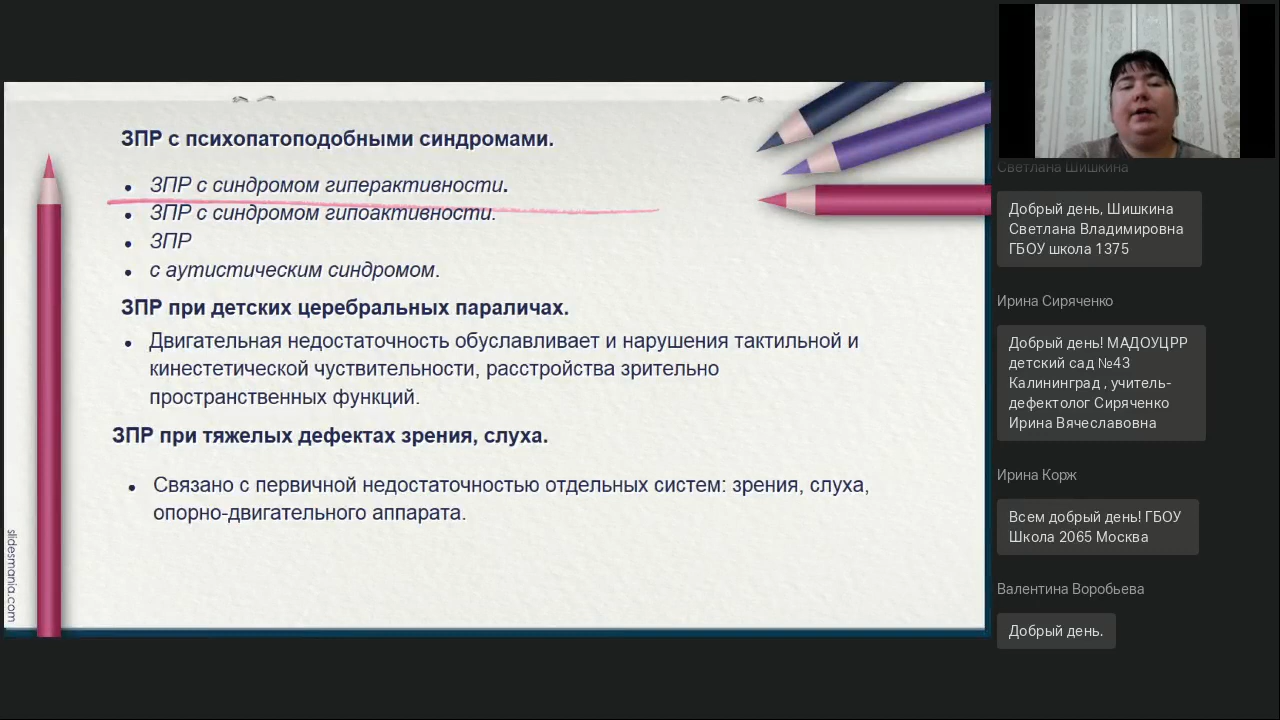 ЗПР с психопатоподобными синдромами.
ЗПР с синдромом гиперактивности.
ЗПР с синдромом гипоактивности.
ЗПР
с аутистическим синдромом.
ЗПР при детских церебральных параличах.
Двигательная недостаточность обуславливает и нарушения тактильной и
кинестетической чуствительности, расстройства зрительно
пространственных функций.
ЗПР при тяжелых дефектах зрения, слуха.
Связано с первичной недостаточностью отдельных систем: зрения, слуха,
опорно-двигательного аппарата.
slidesmania.com
Светлана Шишкина
Добрый день, Шишкина
Светлана Владимировна
ГБОУ школа 1375
Ирина Сиряченко
Добрый день! МАДОУЦРР
детский сад №43
Калининград , учитель-
дефектолог Сиряченко
Ирина Вячеславовна
Ирина Корж
Всем добрый день! ГБОУ
Школа 2065 Москва
Валентина Воробьева
Добрый день.